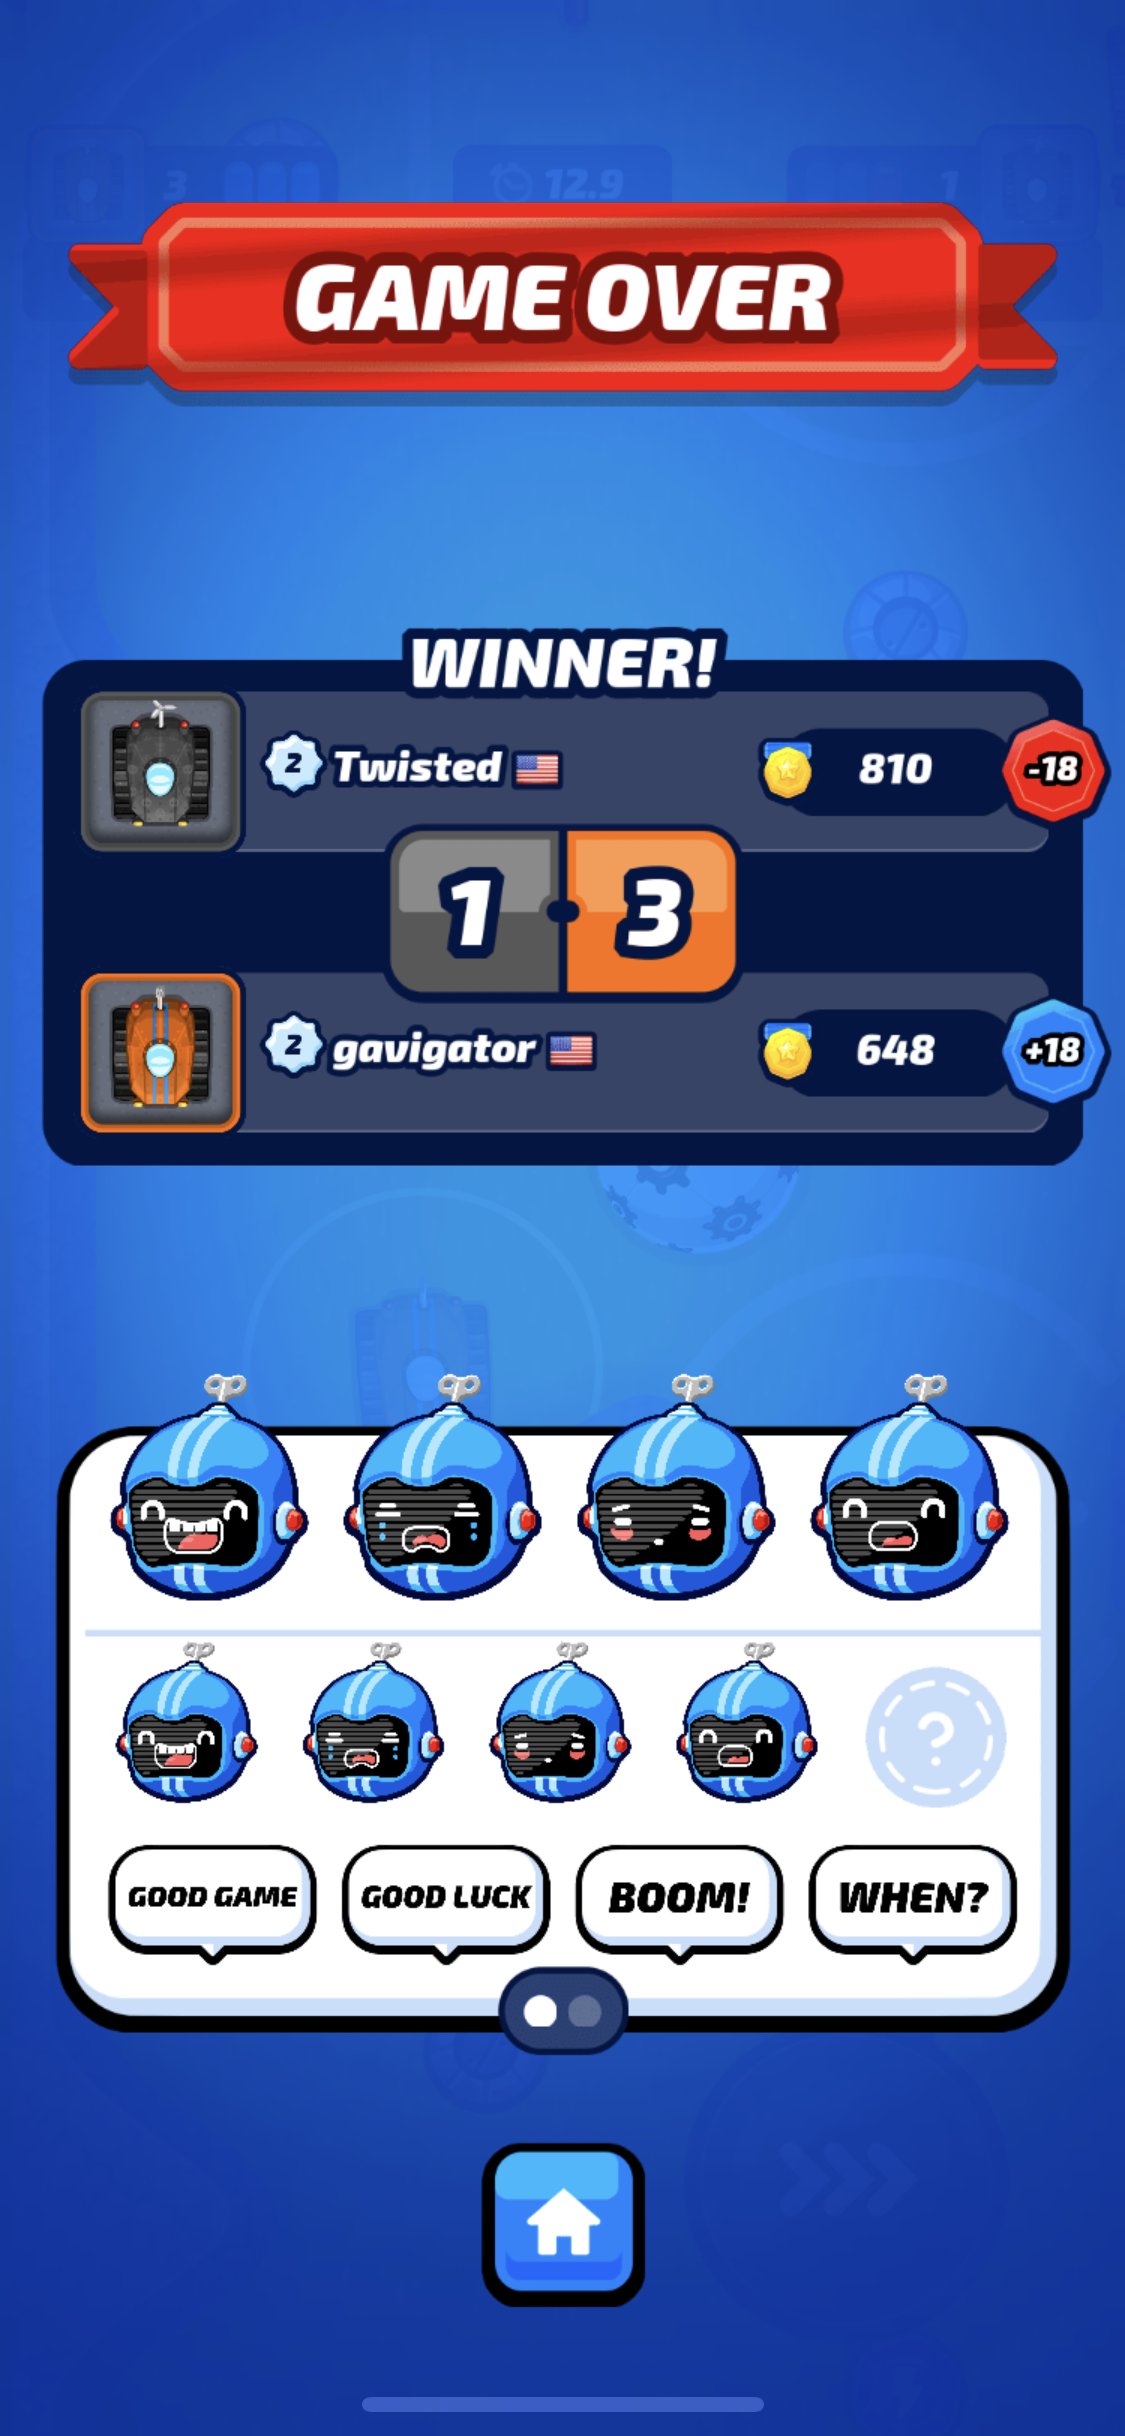 3 12.9 1
GAME OVER
WINNER!
2 Twisted 810 -18
1 3
2 gavigator 648 +18
?
GOOD GAME GOOD LUCK BOOM! WHEN?